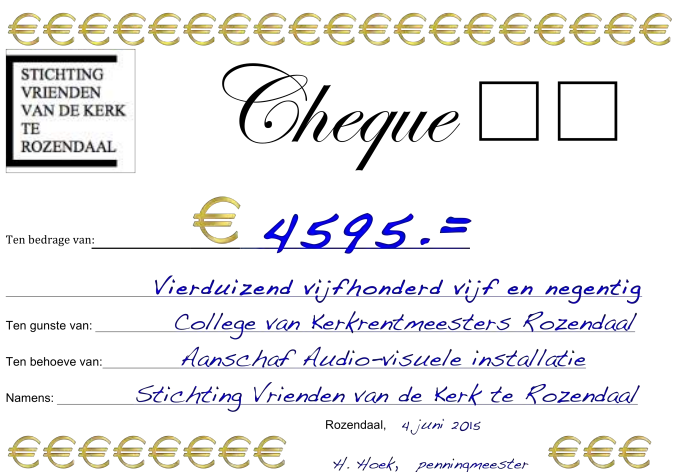 €€€€€€€€€€€€€€€€€€€
STICHTING
VRIENDEN
VAN DE KERK
TE
ROZENDAAL
Cheque □□
Ten bedrage van: € 4595.=
Vierduizend vijfhonderd vijf en negentig
Ten gunste van: College van Kerkrentmeesters Rozendaal
Ten behoeve van: Aanschaf Audio-visuele installatie
Namens: Stichting Vrienden van de Kerk te Rozendaal
Rozendaal, 4 juni 2015
€€€€€€€€ H. Hoek, penningmeester €€€